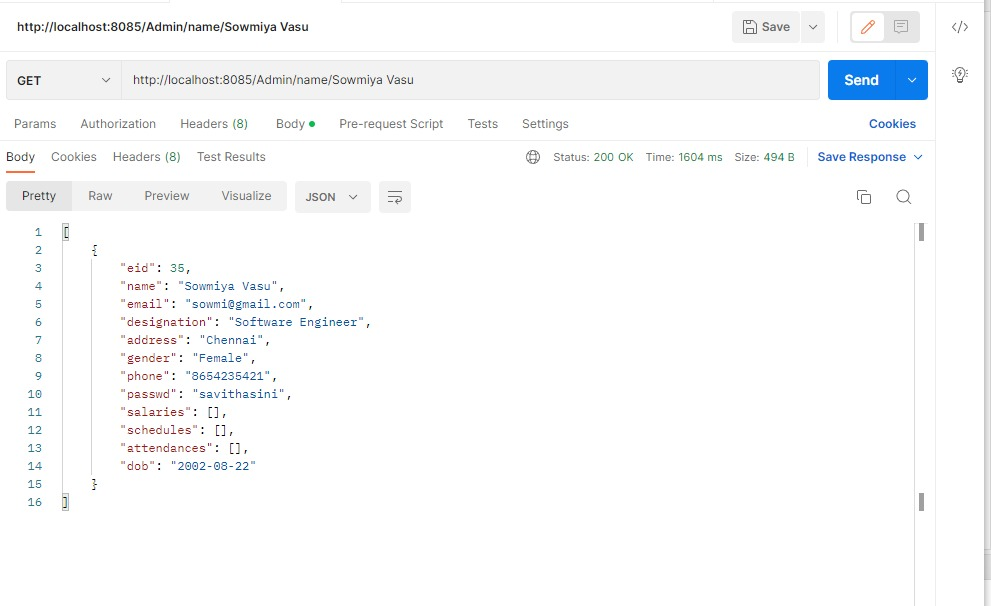 http://localhost:8085/Admin/name/Sowmiya Vasu
Save
GET http://localhost:8085/Admin/name/Sowmiya Vasu Send
Params Authorization Headers (8) Body Pre-request Script Tests Settings Cookies
Body Cookies Headers (8) Test Results Status: 200 OK Time: 1604 ms Size: 494 B Save Response
Pretty Raw Preview Visualize JSON
1 [
2 {
3 "eid": 35,
4 "name": "Sowmiya Vasu",
5 "email": "sowmi@gmail.com",
6 "designation": "Software Engineer",
7 "address": "Chennai",
8 "gender": "Female",
9 "phone": "8654235421",
10 "passwd": "savithasini",
11 "salaries": [],
12 "schedules": [],
13 "attendances": [],
14 "dob": "2002-08-22"
15 }
16 ]